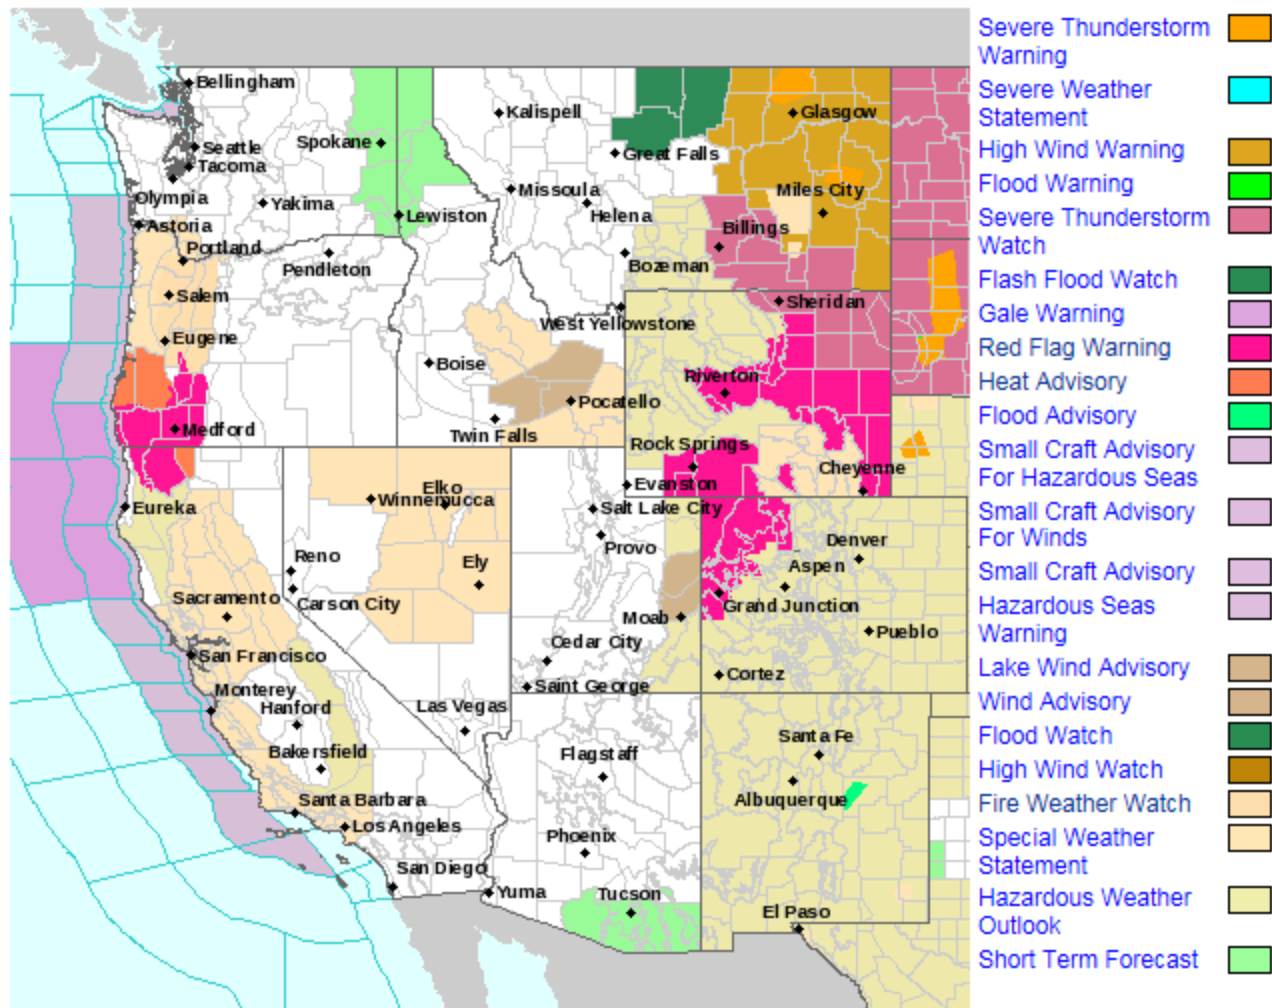 Bellingham
Seattle
Tacoma
Spokane
Olympia
Yakima
Astoria
Lewiston
Portland
Pendleton
Salem
Eugene
Medford
Kalispell
Great Falls
Glasgow
Missoula
Helena
Miles City
Billings
Bozeman
Sheridan
West Yellowstone
Boise
Pocatello
Twin Falls
Riverton
Rock Springs
Evanston
Cheyenne
Eureka
Elko
Winnemucca
Salt Lake City
Provo
Denver
Reno
Ely
Aspen
Sacramento
Carson City
Grand Junction
Moab
Pueblo
San Francisco
Cedar City
Cortez
Saint George
Monterey
Hanford
Las Vegas
Bakersfield
Flagstaff
Santa Fe
Albuquerque
Santa Barbara
Los Angeles
Phoenix
San Diego
Yuma
Tucson
El Paso
Severe Thunderstorm
Warning
Severe Weather
Statement
High Wind Warning
Flood Warning
Severe Thunderstorm
Watch
Flash Flood Watch
Gale Warning
Red Flag Warning
Heat Advisory
Flood Advisory
Small Craft Advisory
For Hazardous Seas
Small Craft Advisory
For Winds
Small Craft Advisory
Hazardous Seas
Warning
Lake Wind Advisory
Wind Advisory
Flood Watch
High Wind Watch
Fire Weather Watch
Special Weather
Statement
Hazardous Weather
Outlook
Short Term Forecast